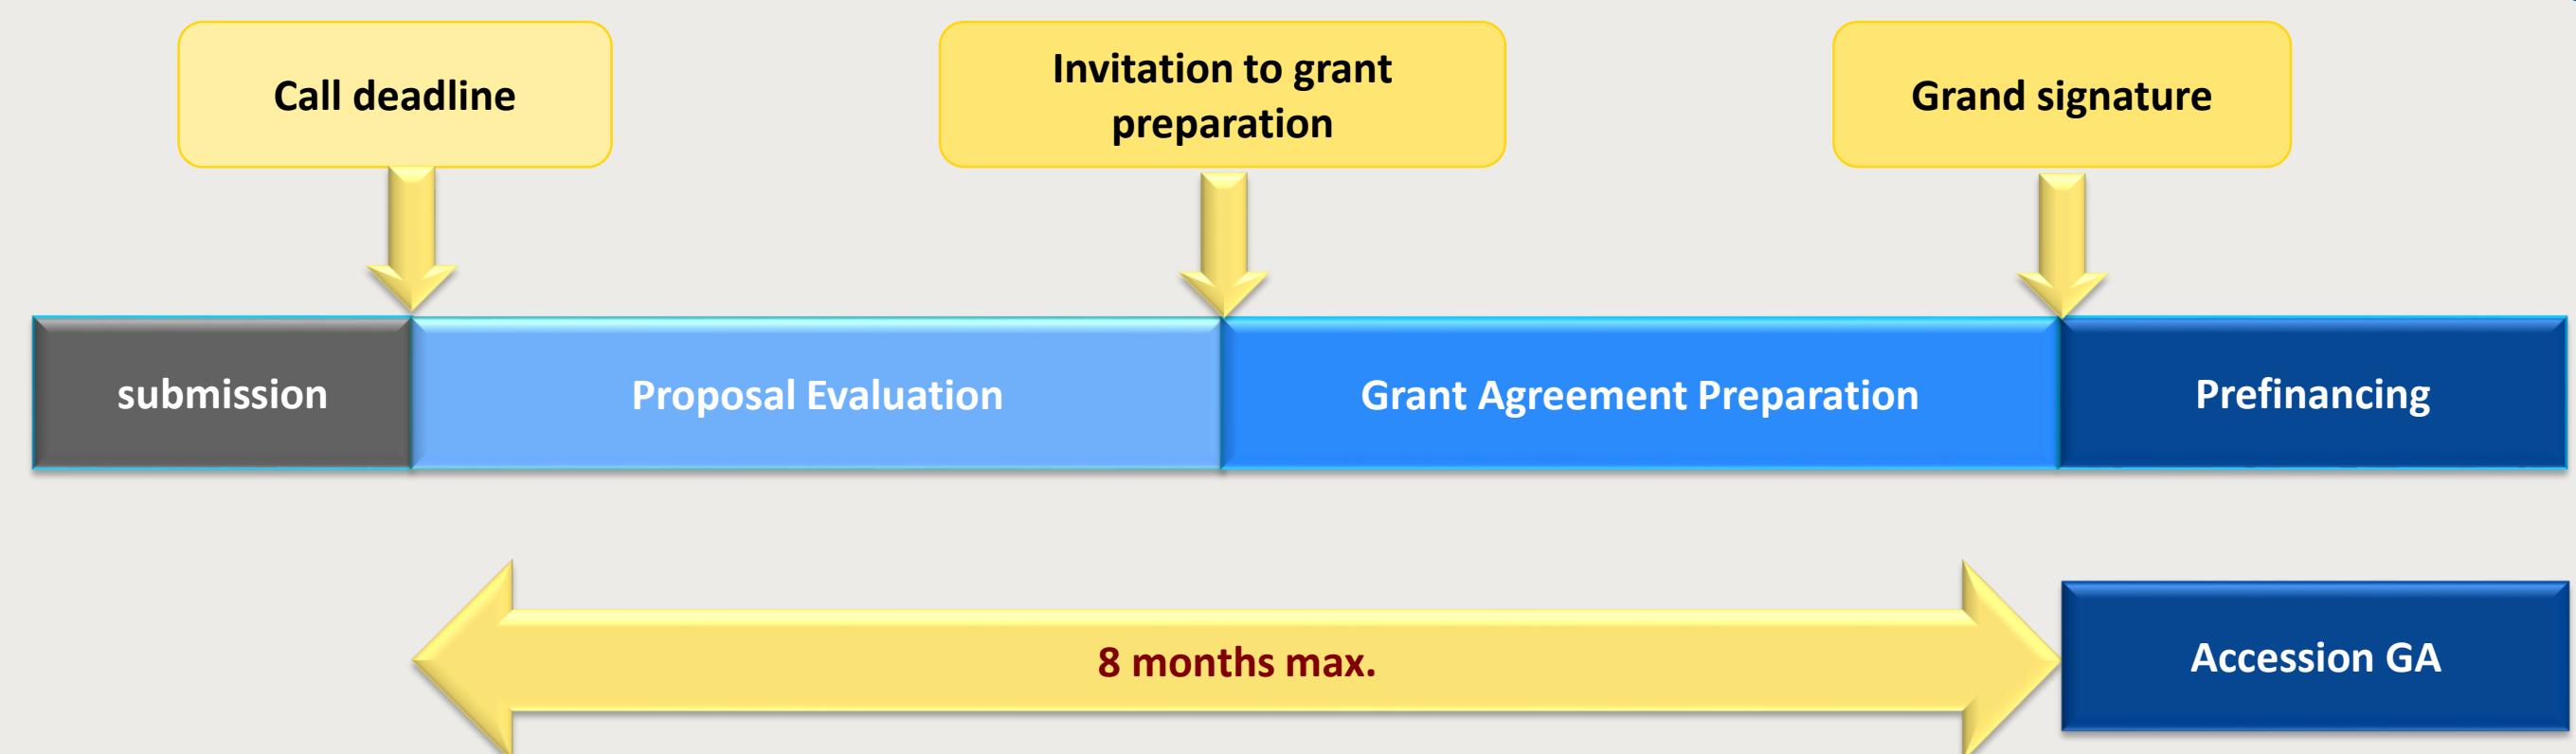 Call deadline
Invitation to grant
preparation
Grand signature
submission
Proposal Evaluation
Grant Agreement Preparation
Prefinancing
8 months max.
Accession GA